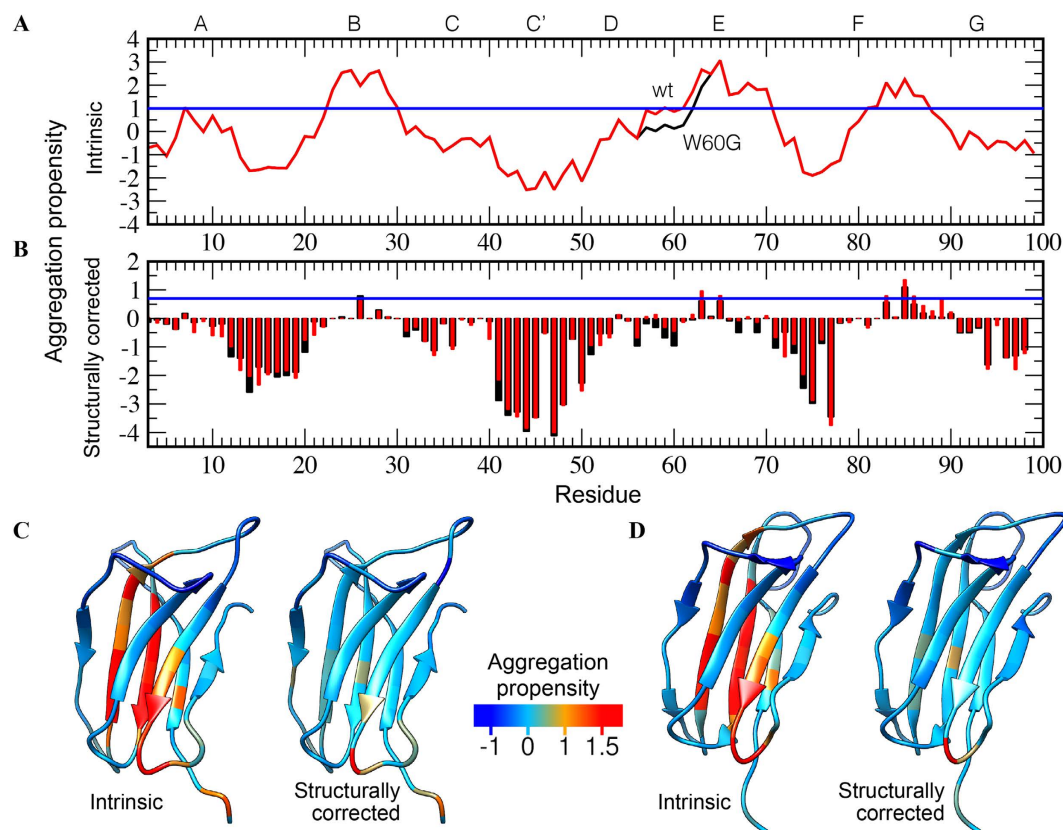 A
A B C C' D E F G
Aggregation propensity
Intrinsic
4
3
2
1
0
-1
-2
-3
-4
wt
W60G
10 20 30 40 50 60 70 80 90 100
B
Structurally corrected
2
1
0
-1
-2
-3
-4
10 20 30 40 50 60 70 80 90 100
Residue
C
Intrinsic
Structurally
corrected
Aggregation
propensity
-1 0 1 1.5
D
Intrinsic
Structurally
corrected